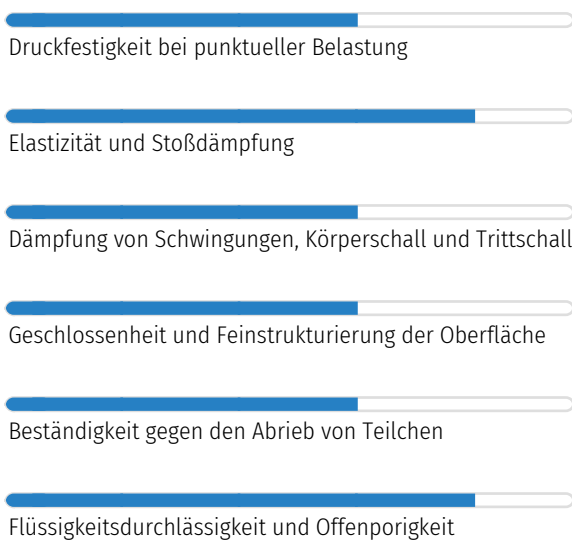 Druckfestigkeit bei punktueller Belastung
Elastizität und Stoßdämpfung
Dämpfung von Schwingungen, Körperschall und Trittschall
Geschlossenheit und Feinstrukturierung der Oberfläche
Beständigkeit gegen den Abrieb von Teilchen
Flüssigkeitsdurchlässigkeit und Offenporigkeit